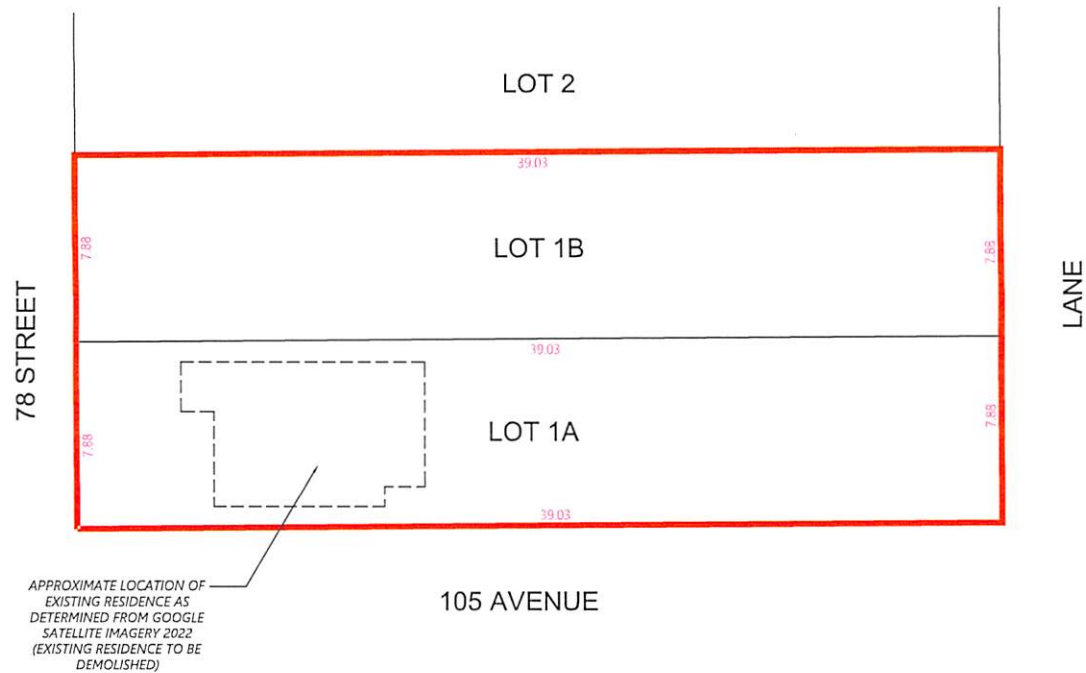 LOT 2
39.03
7.88
LOT 1B
7.88
LANE
78 STREET
39.03
7.88
LOT 1A
7.88
39.03
APPROXIMATE LOCATION OF
EXISTING RESIDENCE AS
DETERMINED FROM GOOGLE
SATELLITE IMAGERY 2022
(EXISTING RESIDENCE TO BE
DEMOLISHED)
105 AVENUE